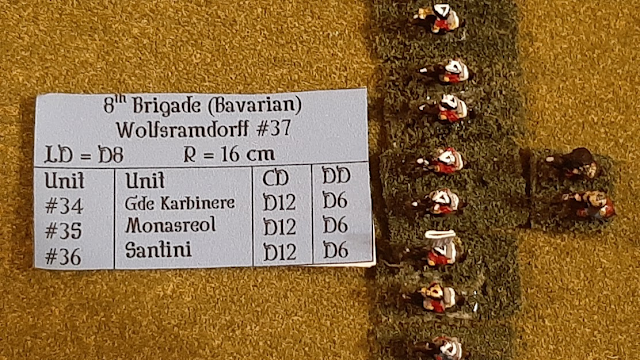 8th Brigade (Bavarian)
Wolfsramdorff #37
LD = D8 R = 16 cm
Unit Unit CD DD
#34 Gde Karbinere D12 D6
#35 Monasreol D12 D6
#36 Santini D12 D6